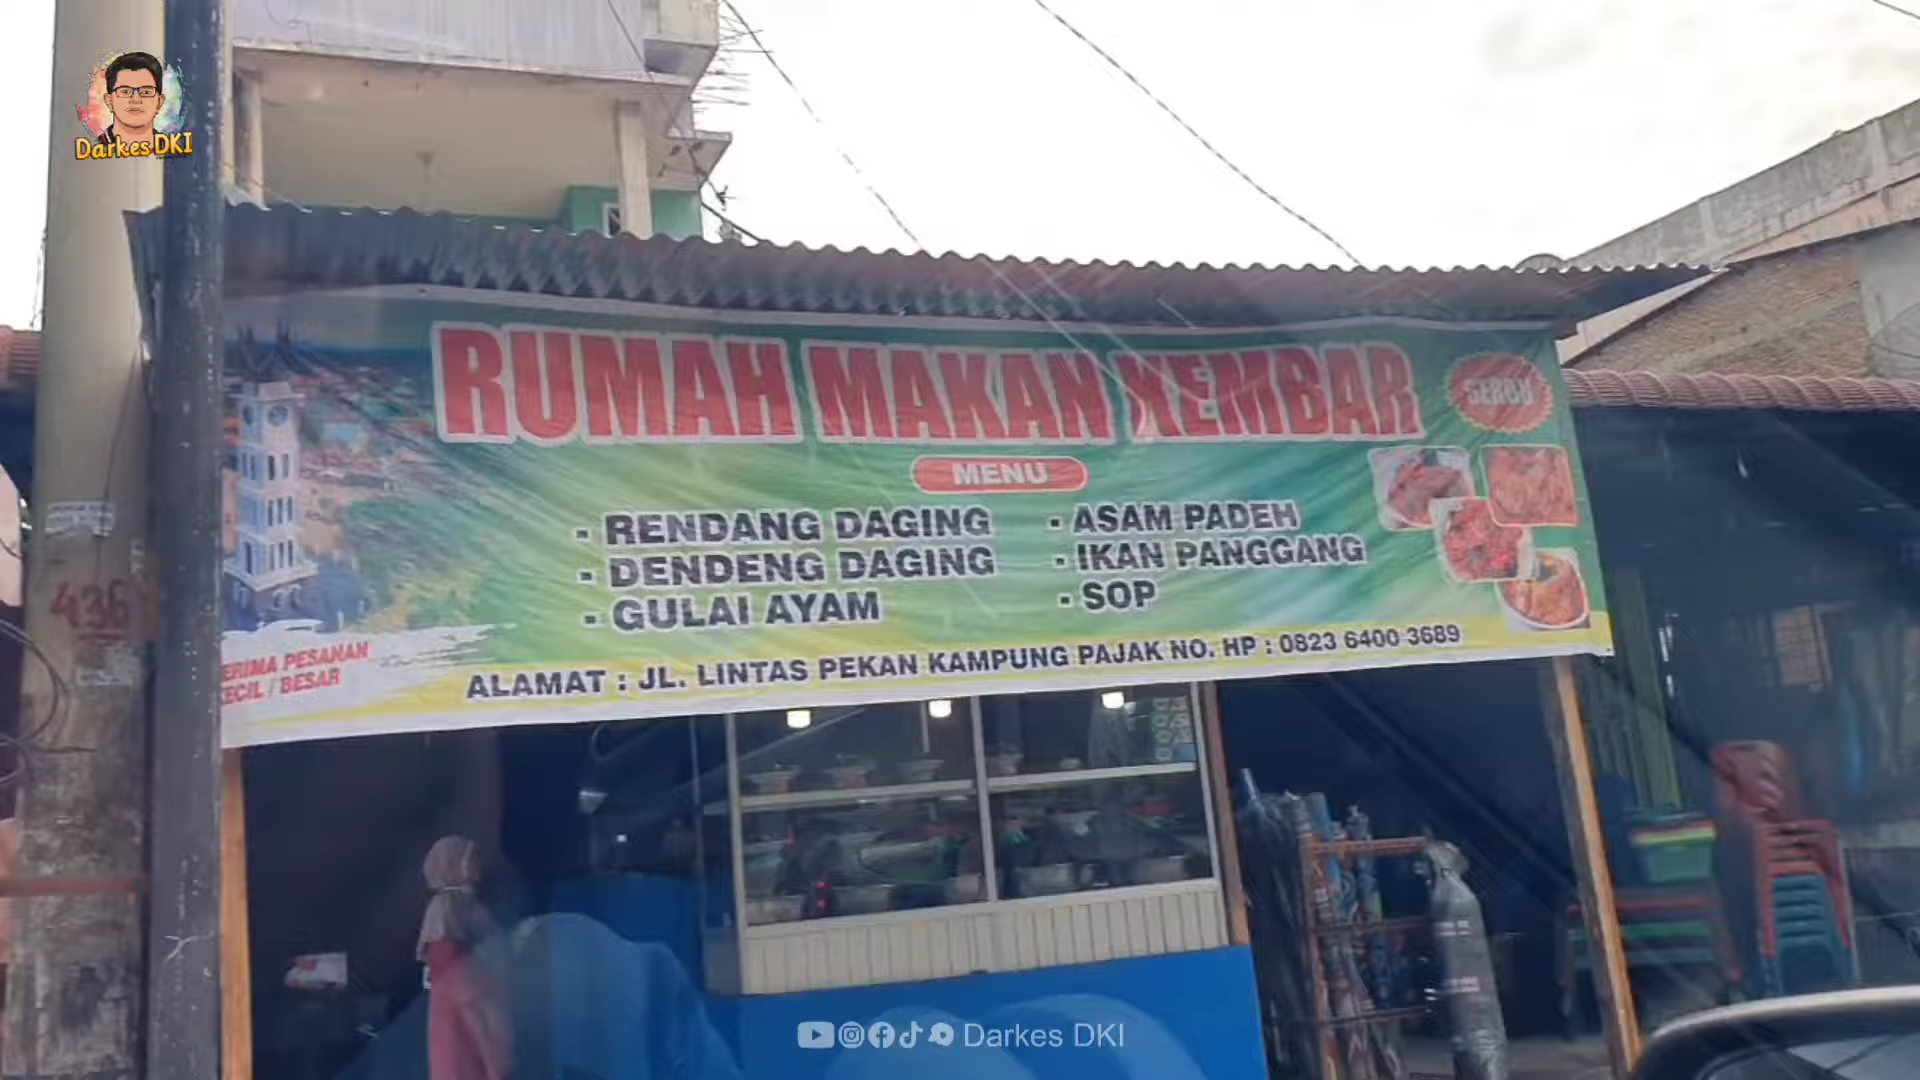 Darkes DKI
RUMAH MAKAN KEMBAR
SERBU
MENU
- RENDANG DAGING
- DENDENG DAGING
- GULAI AYAM
- ASAM PADEH
- IKAN PANGGANG
- SOP
ERIMA PESANAN
ECIL / BESAR
ALAMAT : JL. LINTAS PEKAN KAMPUNG PAJAK NO. HP : 0823 6400 3689
436
Darkes DKI